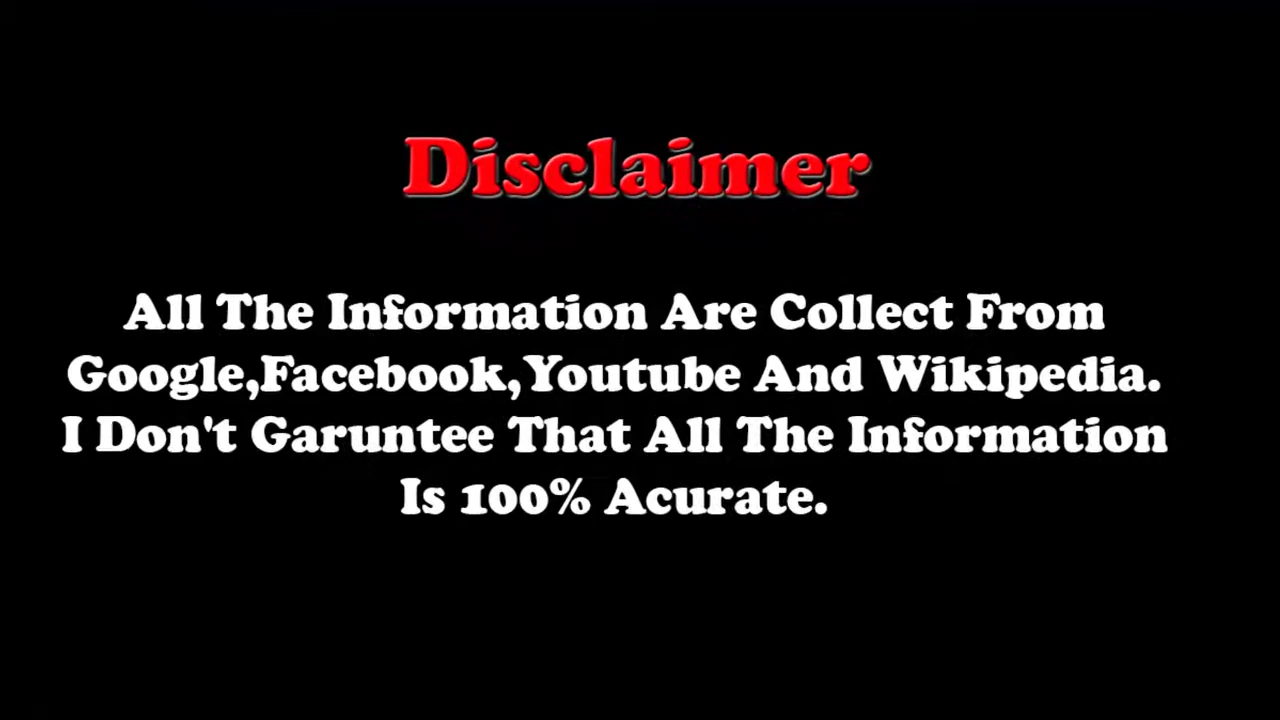 Disclaimer
All The Information Are Collect From
Google,Facebook,Youtube And Wikipedia.
I Don't Garuntee That All The Information
Is 100% Acurate.